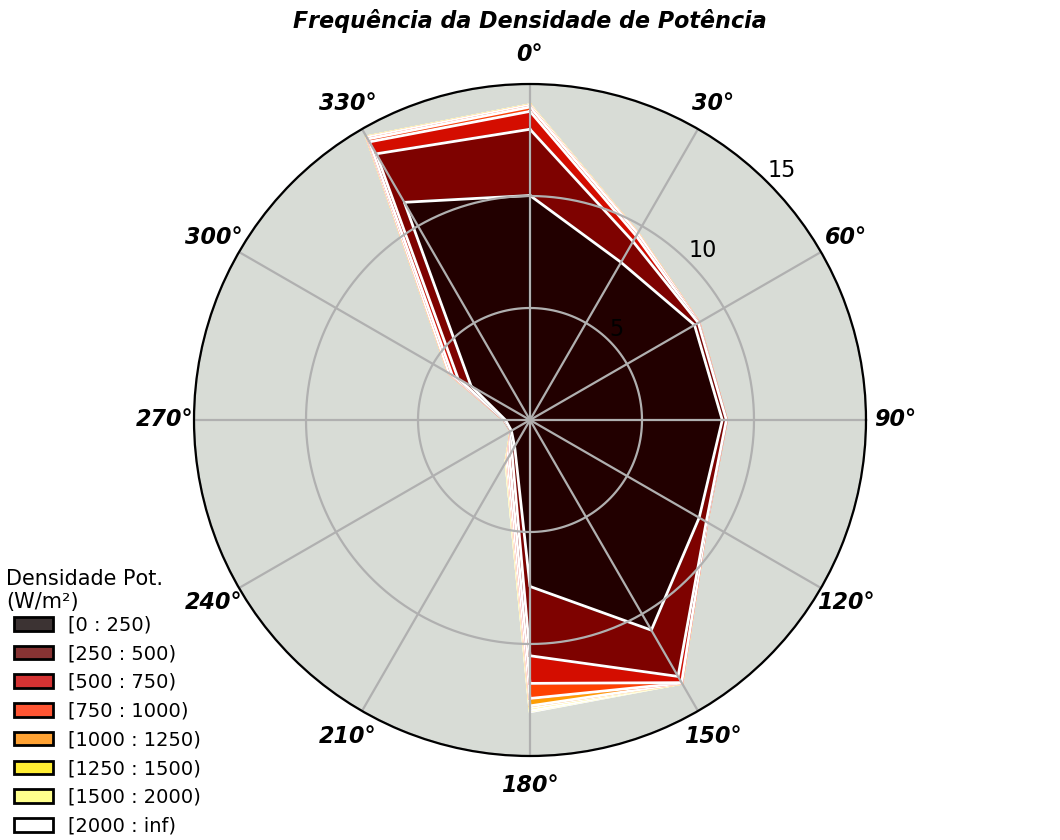 Frequência da Densidade de Potência
0°
330°
30°
15
300°
60°
10
5
270°
90°
240°
120°
210°
150°
180°
Densidade Pot.
(W/m²)
[0 : 250)
[250 : 500)
[500 : 750)
[750 : 1000)
[1000 : 1250)
[1250 : 1500)
[1500 : 2000)
[2000 : inf)